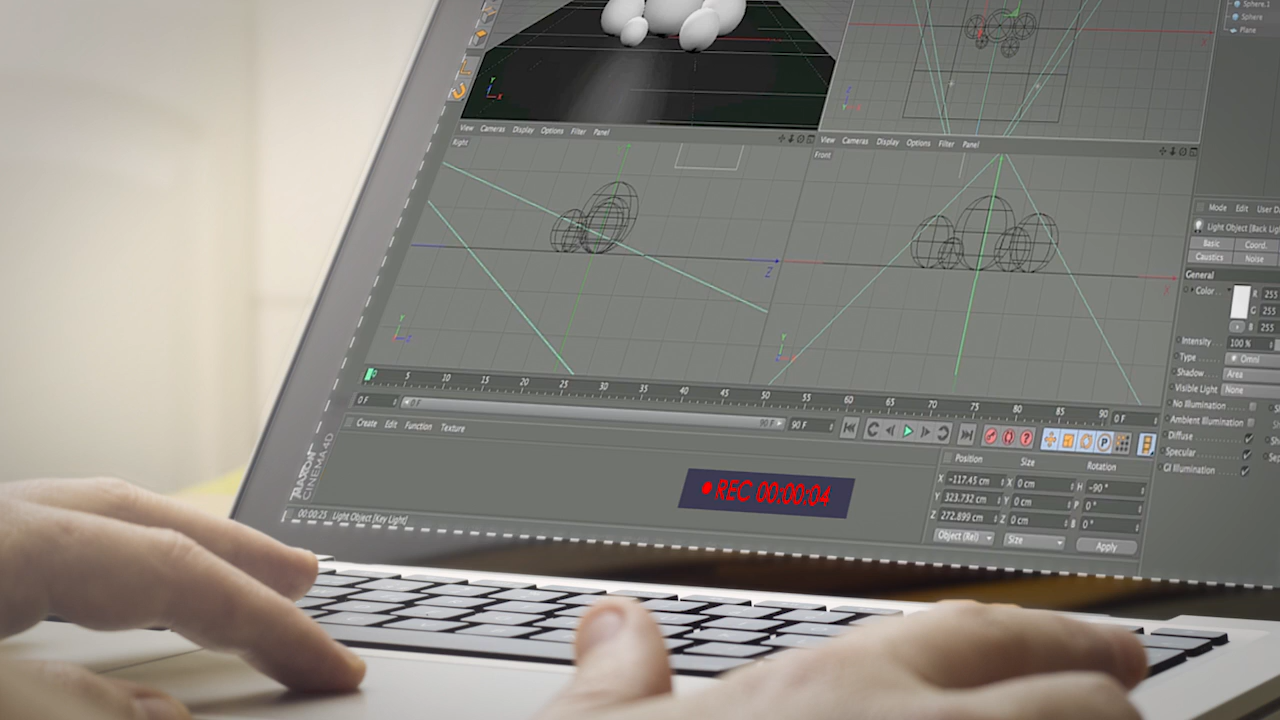 Sphere.1
Sphere
Plane
Y
X
Z
X
View Cameras Display Options Filter Panel
View Cameras Display Options Filter Panel
Right
Front
Z
X
Y
Z
Y
X
Mode Edit User D
Light Object [Back Ligh
Basic Coord.
Caustics Noise
General
Color
R 255
G 255
B 255
Intensity 100 %
Type Omni
Shadow Area
Visible Light None
No Illumination
Ambient Illumination
Diffuse
Specular
GI Illumination
0 5 10 15 20 25 30 35 40 45 50 55 60 65 70 75 80 85 90 0 F
0 F 0 F 90 F 90 F
Create Edit Function Texture
MAXON
CINEMA 4D
REC 00:00:04
Position Size Rotation
X -117.45 cm X 0 cm H -90 °
Y 323.732 cm Y 0 cm P 0 °
Z 272.899 cm Z 0 cm B 0 °
Object (Rel) Size Apply
00:00:25 Light Object [Key Light]